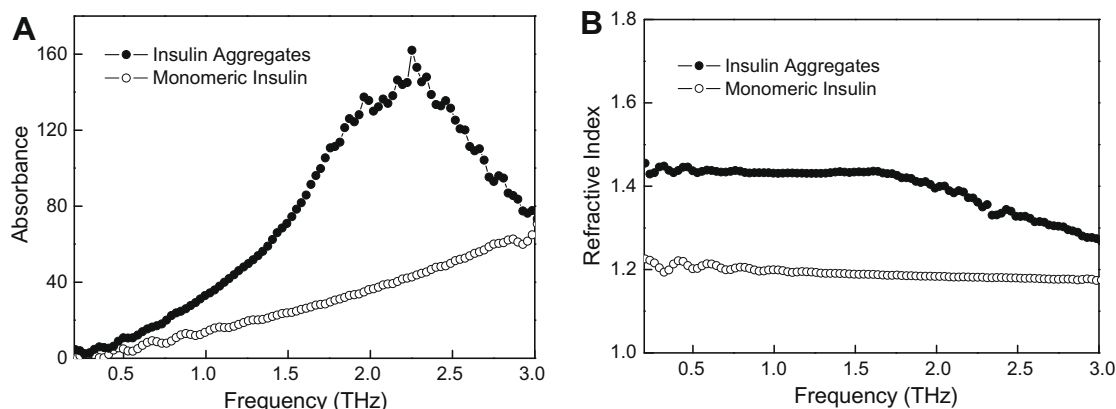 A
160
120
80
40
0
Absorbance
Insulin Aggregates
Monomeric Insulin
0.5 1.0 1.5 2.0 2.5 3.0
Frequency (THz)
B
1.8
1.6
1.4
1.2
1.0
Refractive Index
Insulin Aggregates
Monomeric Insulin
0.5 1.0 1.5 2.0 2.5 3.0
Frequency (THz)